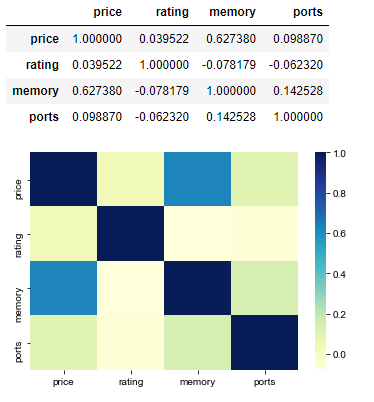 price rating memory ports
price 1.000000 0.039522 0.627380 0.098870
rating 0.039522 1.000000 -0.078179 -0.062320
memory 0.627380 -0.078179 1.000000 0.142528
ports 0.098870 -0.062320 0.142528 1.000000
price
rating
memory
ports
price rating memory ports
1.0
0.8
0.6
0.4
0.2
0.0